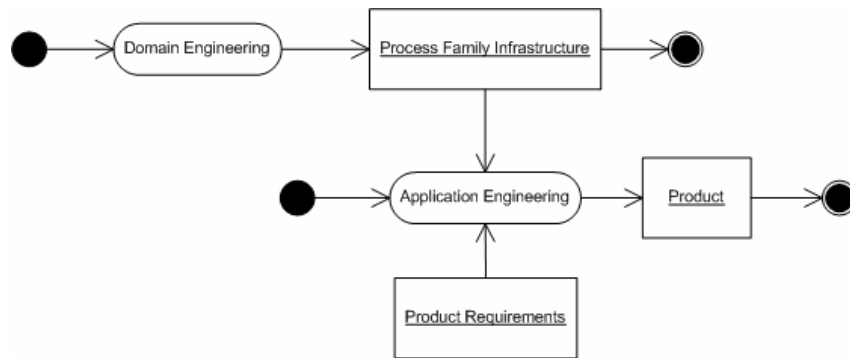 Domain Engineering
Process Family Infrastructure
Application Engineering
Product
Product Requirements